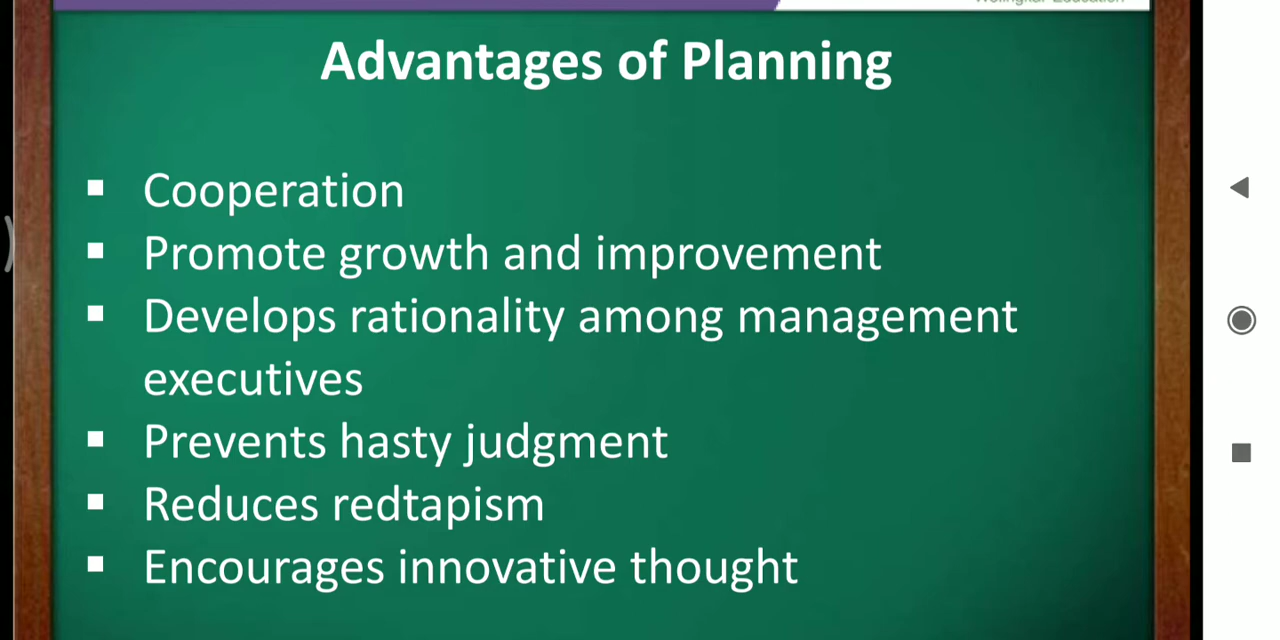 Advantages of Planning
▪ Cooperation
▪ Promote growth and improvement
▪ Develops rationality among management
executives
▪ Prevents hasty judgment
▪ Reduces redtapism
▪ Encourages innovative thought